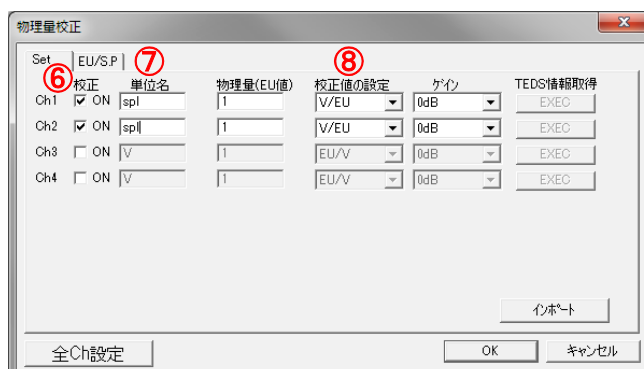 物理量校正
Set EU/S.P ⑦ ⑧
⑥ 校正 単位名 物理量(EU値) 校正値の設定 ｹﾞｲﾝ TEDS情報取得
Ch1 ON spl 1 V/EU 0dB EXEC
Ch2 ON spl 1 V/EU 0dB EXEC
Ch3 ON V 1 EU/V 0dB EXEC
Ch4 ON V 1 EU/V 0dB EXEC
ｲﾝﾎﾟｰﾄ
全Ch設定 OK ｷｬﾝｾﾙ